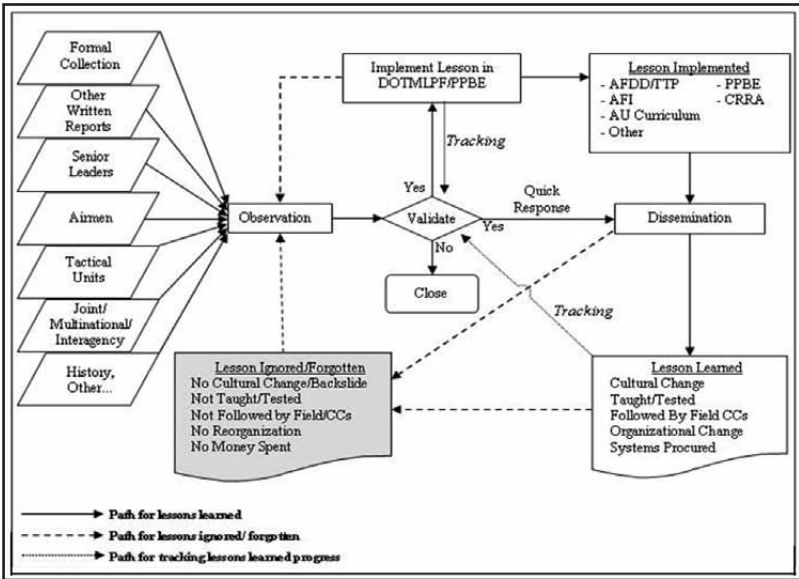 Formal
Collection
Other
Written
Reports
Senior
Leaders
Airmen
Tactical
Units
Joint/
Multinational/
Interagency
History,
Other...
Observation
Implement Lesson in
DOTMLPF/PPBE
Tracking
Yes
Validate
Yes
No
Quick
Response
Close
Lesson Implemented
- AFDD/TTP - PPBE
- AFI - CRRA
- AU Curriculum
- Other
Dissemination
Tracking
Lesson Ignored/Forgotten
No Cultural Change/Backslide
Not Taught/Tested
Not Followed by Field/CCs
No Reorganization
No Money Spent
Lesson Learned
Cultural Change
Taught/Tested
Followed By Field CCs
Organizational Change
Systems Procured
Path for lessons learned
Path for lessons ignored/ forgotten
Path for tracking lessons learned progress